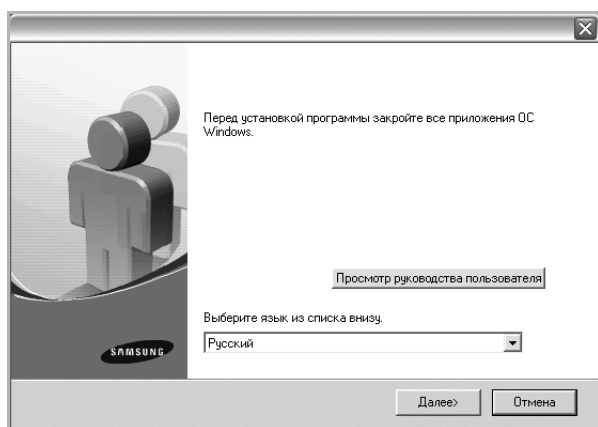 Перед установкой программы закройте все приложения ОС
Windows.
Просмотр руководства пользователя
Выберите язык из списка внизу.
Русский
SAMSUNG
Далее>
Отмена